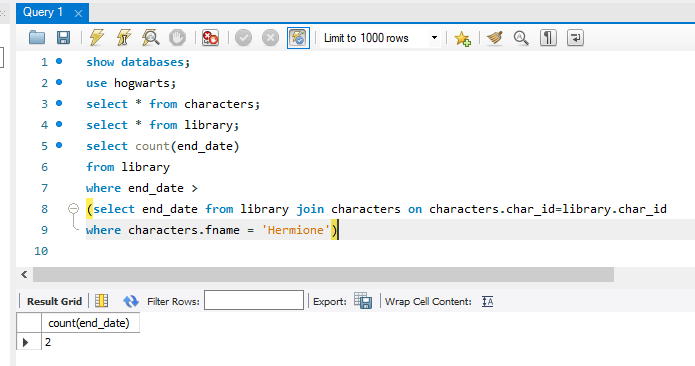 Query 1
Limit to 1000 rows
1 show databases;
2 use hogwarts;
3 select * from characters;
4 select * from library;
5 select count(end_date)
6 from library
7 where end_date >
8 (select end_date from library join characters on characters.char_id=library.char_id
9 where characters.fname = 'Hermione')
10
Result Grid Filter Rows: Export: Wrap Cell Content: IA
count(end_date)
2